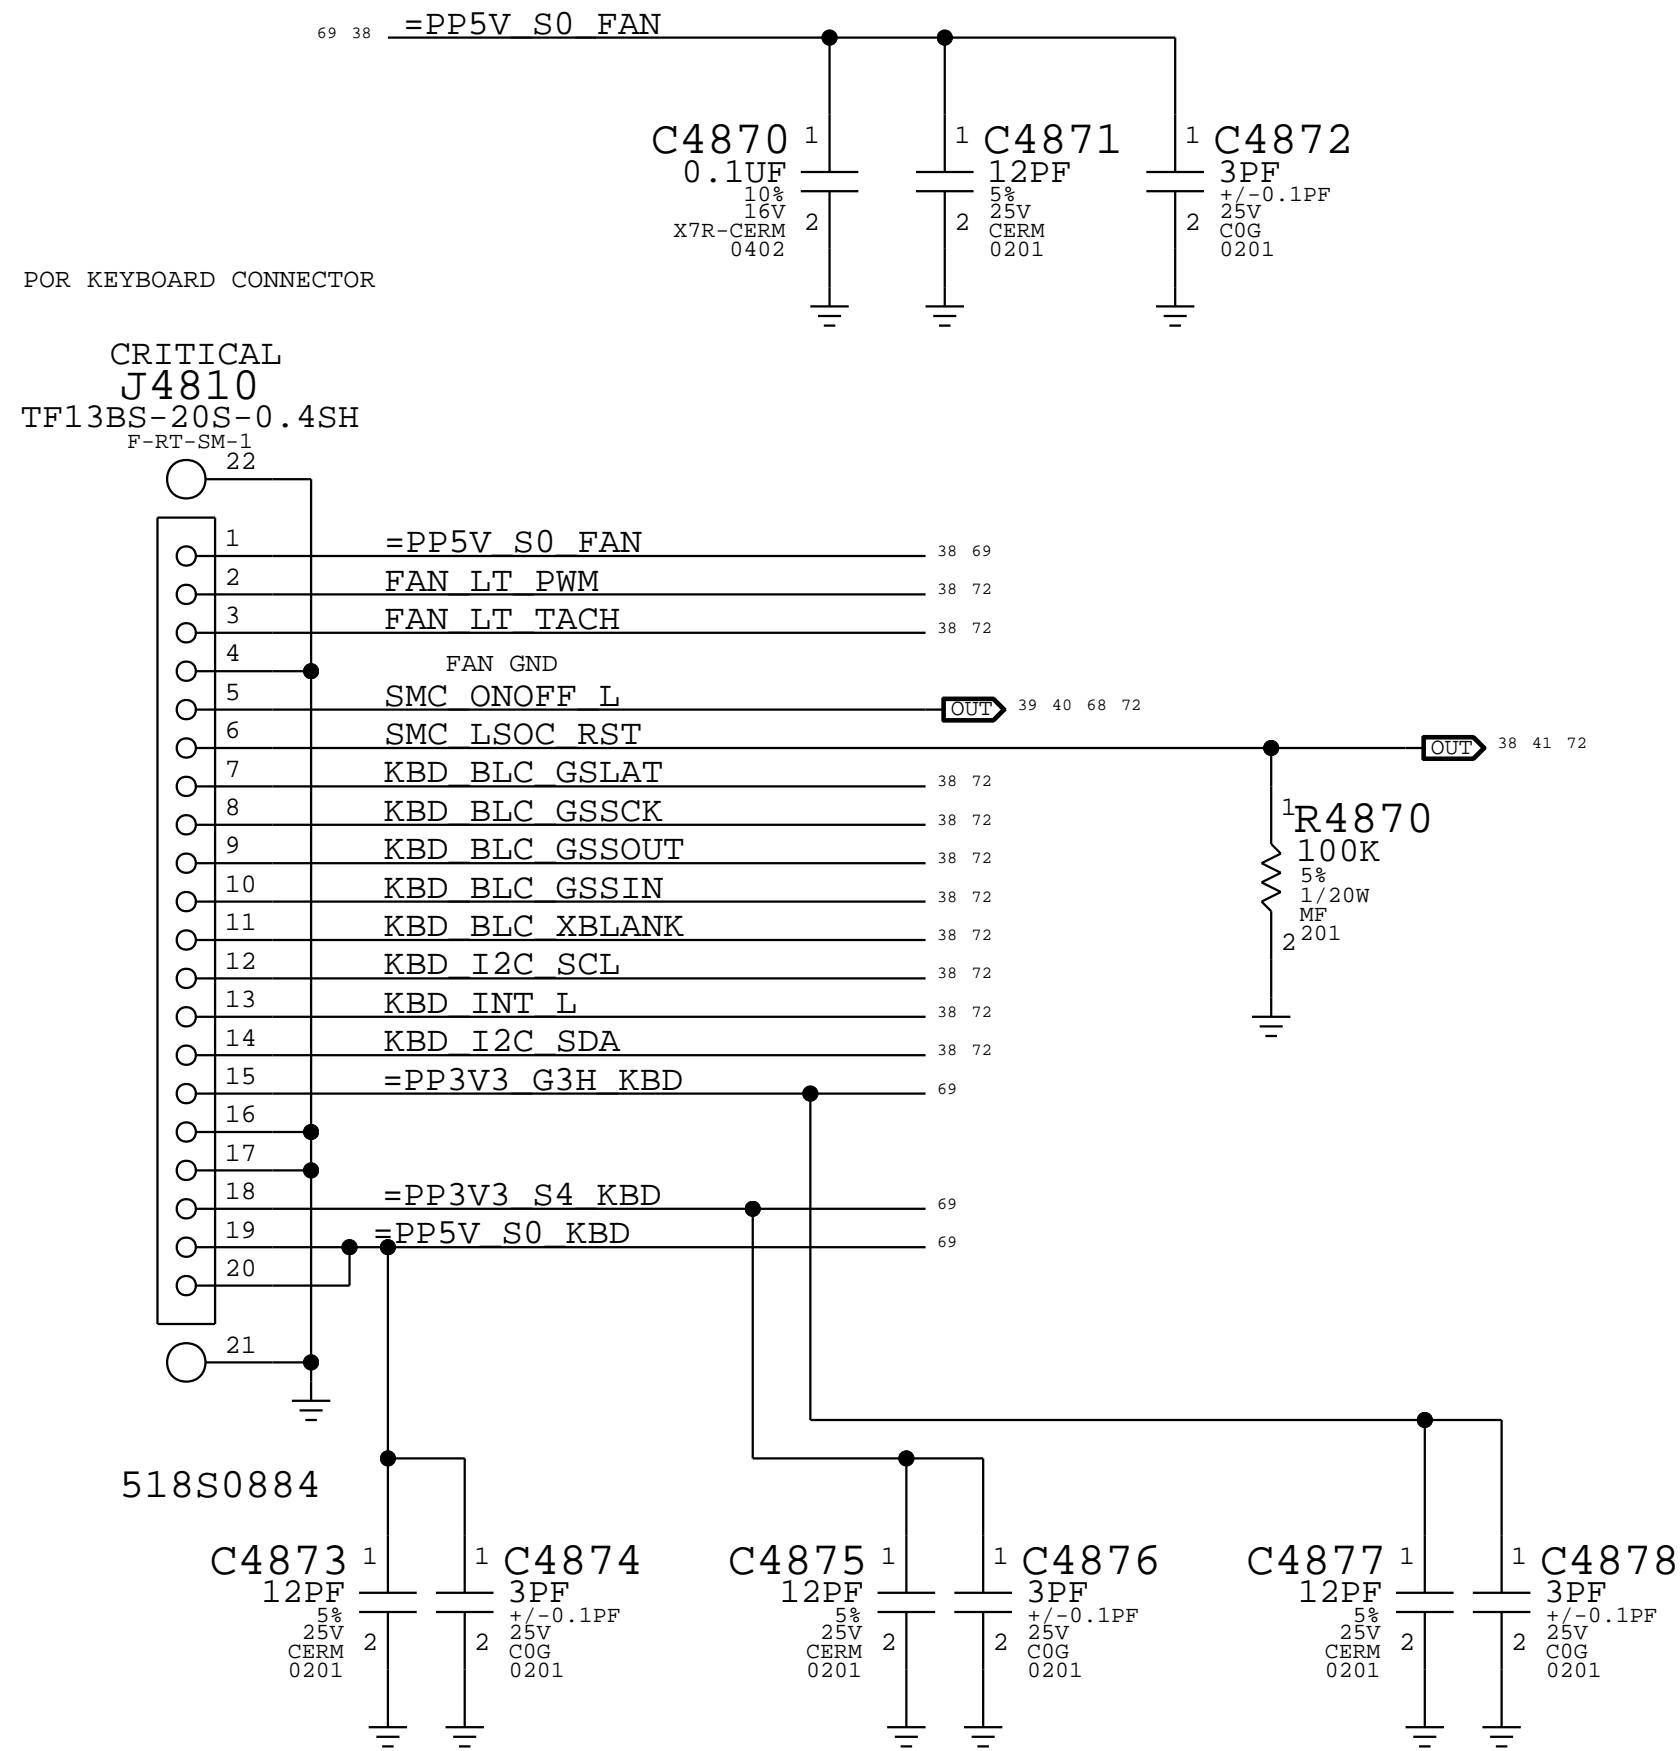 69 38 =PP5V_S0_FAN
C4870
0.1UF
10%
16V
X7R-CERM
0402
1
2
C4871
12PF
5%
25V
CERM
0201
1
2
C4872
3PF
+/-0.1PF
25V
C0G
0201
1
2
POR KEYBOARD CONNECTOR
CRITICAL
J4810
TF13BS-20S-0.4SH
F-RT-SM-1
22
1 =PP5V_S0_FAN 38 69
2 FAN_LT_PWM 38 72
3 FAN_LT_TACH 38 72
4 FAN GND
5 SMC_ONOFF_L OUT 39 40 68 72
6 SMC_LSOC_RST OUT 38 41 72
7 KBD_BLC_GSLAT 38 72
8 KBD_BLC_GSSCK 38 72
9 KBD_BLC_GSSOUT 38 72
10 KBD_BLC_GSSIN 38 72
11 KBD_BLC_XBLANK 38 72
12 KBD_I2C_SCL 38 72
13 KBD_INT_L 38 72
14 KBD_I2C_SDA 38 72
15 =PP3V3_G3H_KBD 69
16
17
18 =PP3V3_S4_KBD 69
19 =PP5V_S0_KBD 69
20
21
1
R4870
100K
5%
1/20W
MF
201
2
518S0884
C4873
12PF
5%
25V
CERM
0201
1
2
C4874
3PF
+/-0.1PF
25V
C0G
0201
1
2
C4875
12PF
5%
25V
CERM
0201
1
2
C4876
3PF
+/-0.1PF
25V
C0G
0201
1
2
C4877
12PF
5%
25V
CERM
0201
1
2
C4878
3PF
+/-0.1PF
25V
C0G
0201
1
2